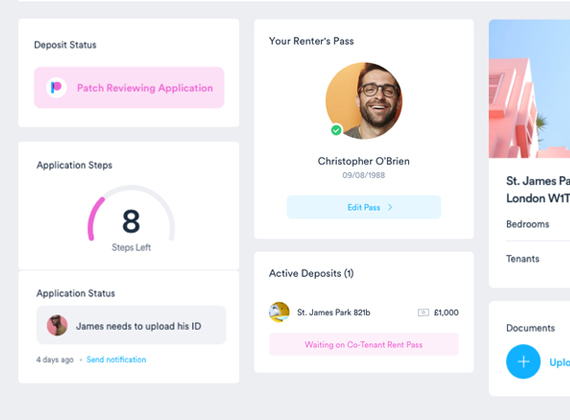 Deposit Status
Patch Reviewing Application
Application Steps
8
Steps Left
Application Status
James needs to upload his ID
4 days ago • Send notification
Your Renter's Pass
Christopher O'Brien
09/08/1988
Edit Pass
Active Deposits (1)
St. James Park 821b £1,000
Waiting on Co-Tenant Rent Pass
St. James Pa
London W1T
Bedrooms
Tenants
Documents
Uplo